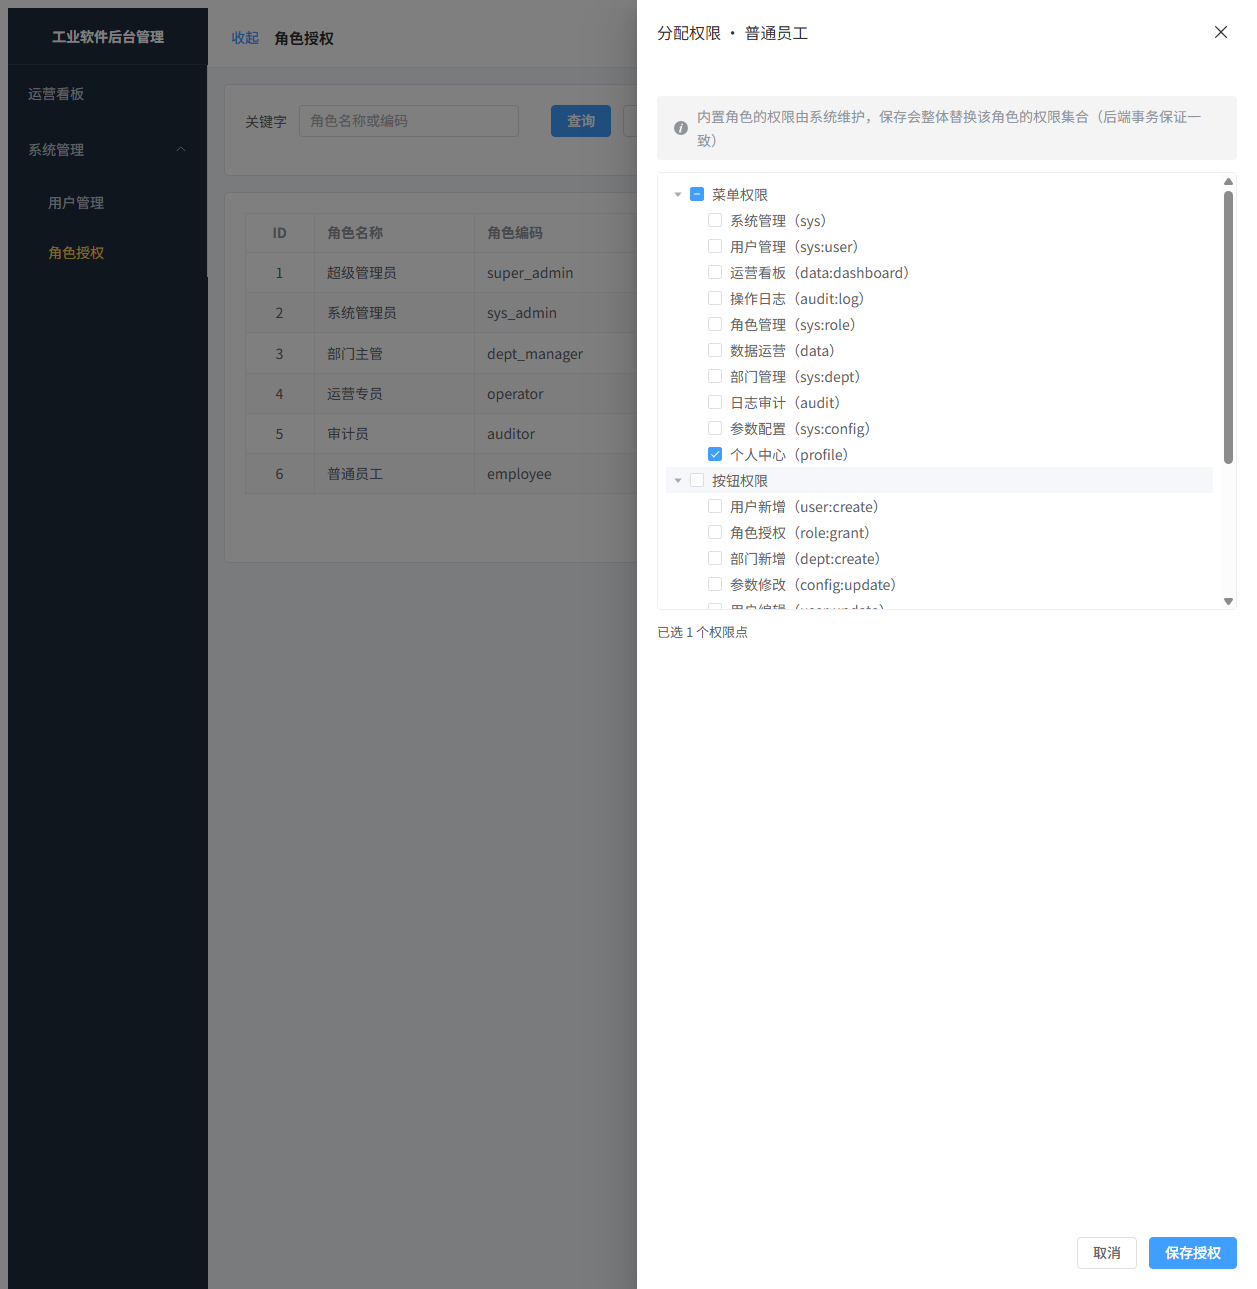 工业软件后台管理
收起 角色授权
运营看板
系统管理
用户管理
角色授权
关键字 角色名称或编码 查询
ID 角色名称 角色编码
1 超级管理员 super_admin
2 系统管理员 sys_admin
3 部门主管 dept_manager
4 运营专员 operator
5 审计员 auditor
6 普通员工 employee
分配权限 · 普通员工
内置角色的权限由系统维护，保存会整体替换该角色的权限集合（后端事务保证一
致）
菜单权限
系统管理（sys）
用户管理（sys:user）
运营看板（data:dashboard）
操作日志（audit:log）
角色管理（sys:role）
数据运营（data）
部门管理（sys:dept）
日志审计（audit）
参数配置（sys:config）
个人中心（profile）
按钮权限
用户新增（user:create）
角色授权（role:grant）
部门新增（dept:create）
参数修改（config:update）
用户编辑（user:update）
已选 1 个权限点
取消 保存授权